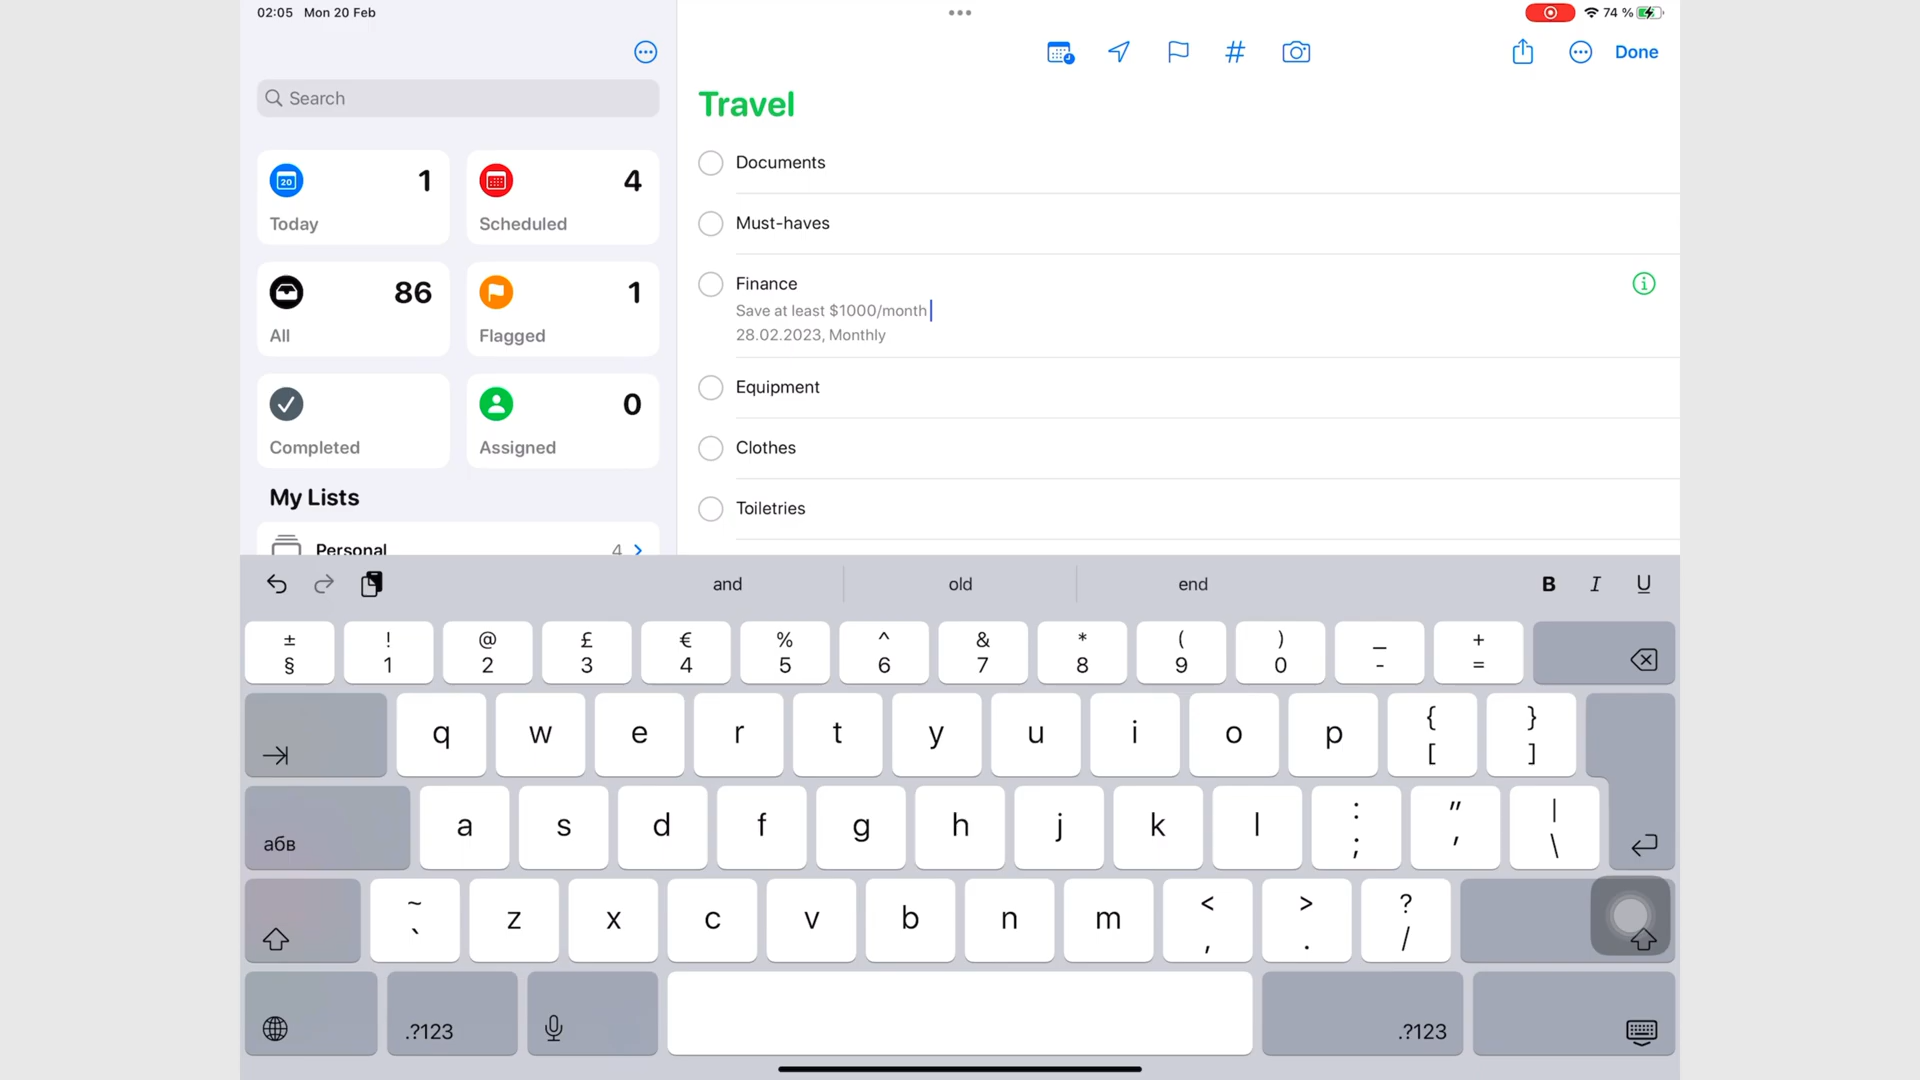 02:05 Mon 20 Feb
74 %
Search
Done
Travel
20
Today
1
Scheduled
4
All
86
Flagged
1
Completed
Assigned
0
My Lists
Personal
4
Documents
Must-haves
Finance
Save at least $1000/month
28.02.2023, Monthly
Equipment
Clothes
Toiletries
and old end
B I U
± ! @ £ € % ^ & * ( ) _ +
§ 1 2 3 4 5 6 7 8 9 0 - =
q w e r t y u i o p { }
[ ]
абв a s d f g h j k l : " |
; ' \
~ z x c v b n m < > ?
` , . /
.?123 .?123